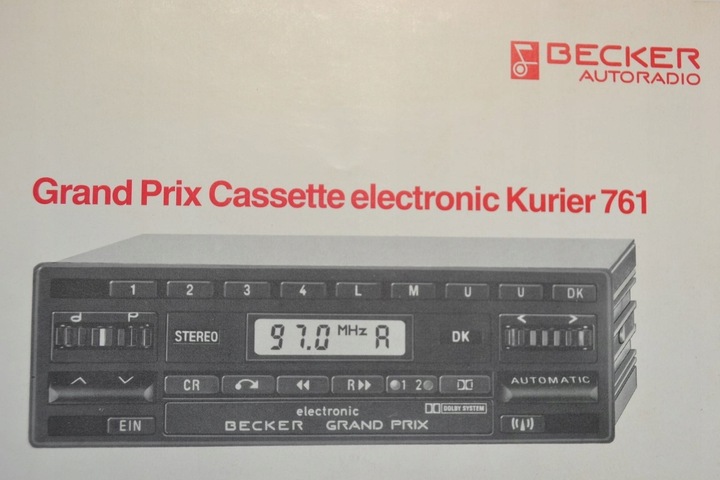 BECKER
AUTORADIO
Grand Prix Cassette electronic Kurier 761
1 2 3 4 L M U U DK
STEREO 97.0 MHz A DK
CR R 1 2 AUTOMATIC
EIN electronic DOLBY SYSTEM
BECKER GRAND PRIX